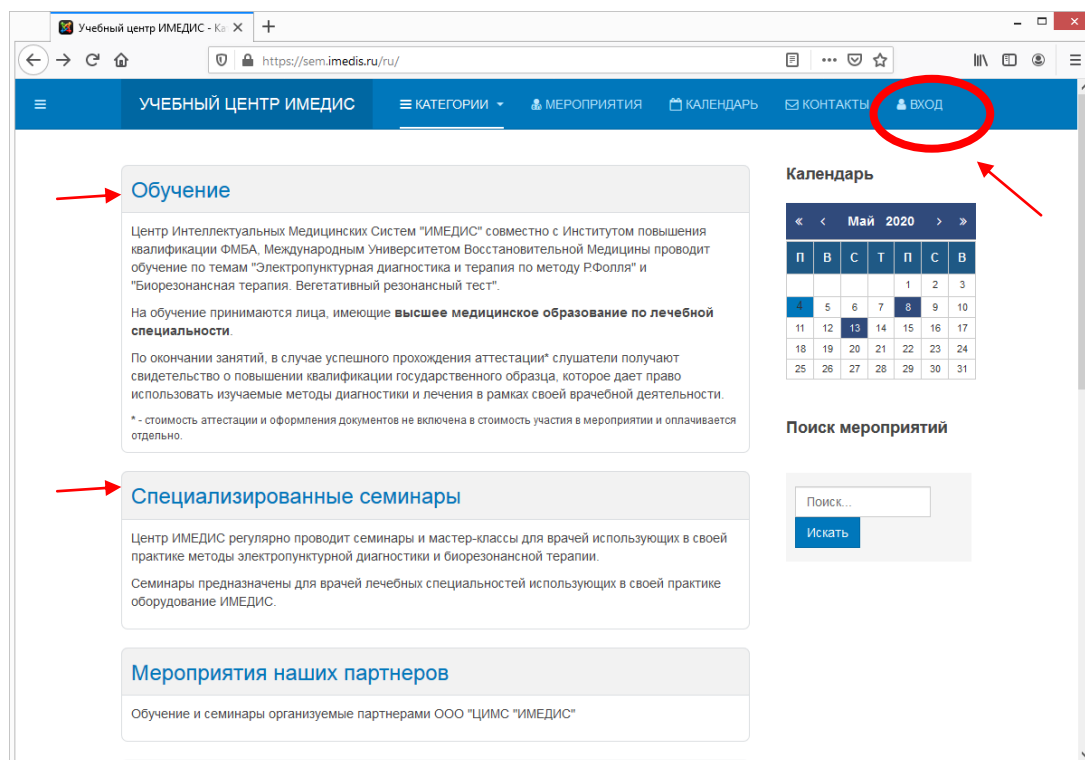 Учебный центр ИМЕДИС - Ка
https://sem.imedis.ru/ru/
УЧЕБНЫЙ ЦЕНТР ИМЕДИС КАТЕГОРИИ МЕРОПРИЯТИЯ КАЛЕНДАРЬ КОНТАКТЫ ВХОД
Обучение
Центр Интеллектуальных Медицинских Систем "ИМЕДИС" совместно с Институтом повышения
квалификации ФМБА, Международным Университетом Восстановительной Медицины проводит
обучение по темам "Электропунктурная диагностика и терапия по методу Р.Фолля" и
"Биорезонансная терапия. Вегетативный резонансный тест".
На обучение принимаются лица, имеющие высшее медицинское образование по лечебной
специальности.
По окончании занятий, в случае успешного прохождения аттестации* слушатели получают
свидетельство о повышении квалификации государственного образца, которое дает право
использовать изучаемые методы диагностики и лечения в рамках своей врачебной деятельности.
* - стоимость аттестации и оформления документов не включена в стоимость участия в мероприятии и оплачивается
отдельно.
Специализированные семинары
Центр ИМЕДИС регулярно проводит семинары и мастер-классы для врачей использующих в своей
практике методы электропунктурной диагностики и биорезонансной терапии.
Семинары предназначены для врачей лечебных специальностей использующих в своей практике
оборудование ИМЕДИС.
Мероприятия наших партнеров
Обучение и семинары организуемые партнерами ООО "ЦИМС "ИМЕДИС"
Календарь
« ‹ Май 2020 › »
П В С Т П С В
1 2 3
4 5 6 7 8 9 10
11 12 13 14 15 16 17
18 19 20 21 22 23 24
25 26 27 28 29 30 31
Поиск мероприятий
Поиск...
Искать